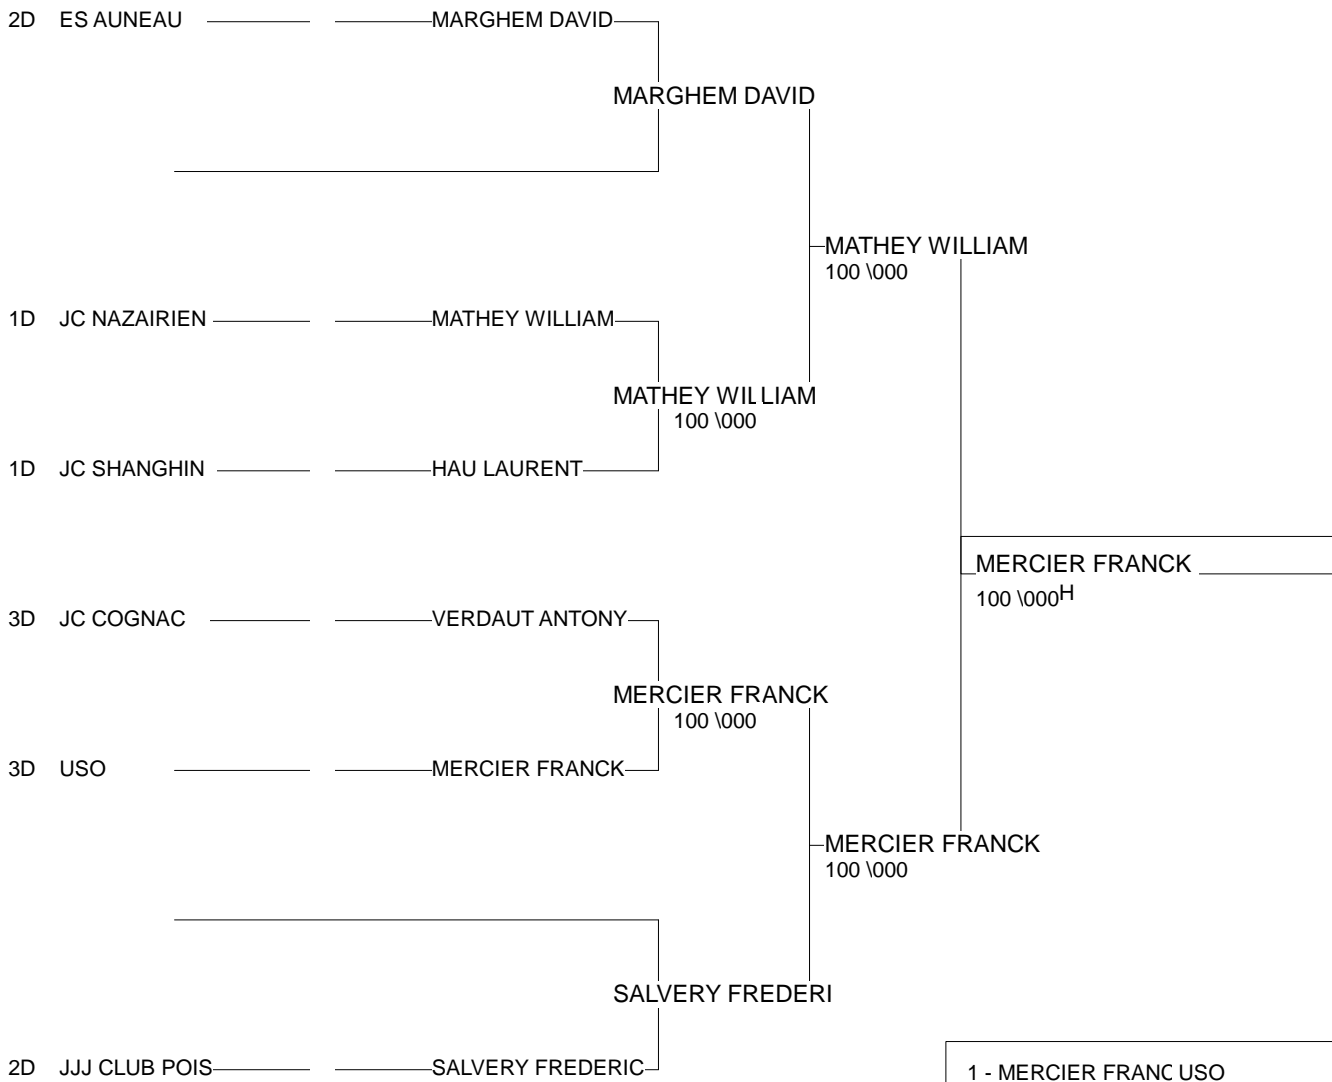 2D ES AUNEAU MARGHEM DAVID
MARGHEM DAVID
MATHEY WILLIAM
100 \000
1D JC NAZAIRIEN MATHEY WILLIAM
MATHEY WILLIAM
100 \000
1D JC SHANGHIN HAU LAURENT
MERCIER FRANCK
100 \000H
3D JC COGNAC VERDAUT ANTONY
MERCIER FRANCK
100 \000
3D USO MERCIER FRANCK
MERCIER FRANCK
100 \000
SALVERY FREDERI
2D JJJ CLUB POIS SALVERY FREDERIC
1 - MERCIER FRANC USO